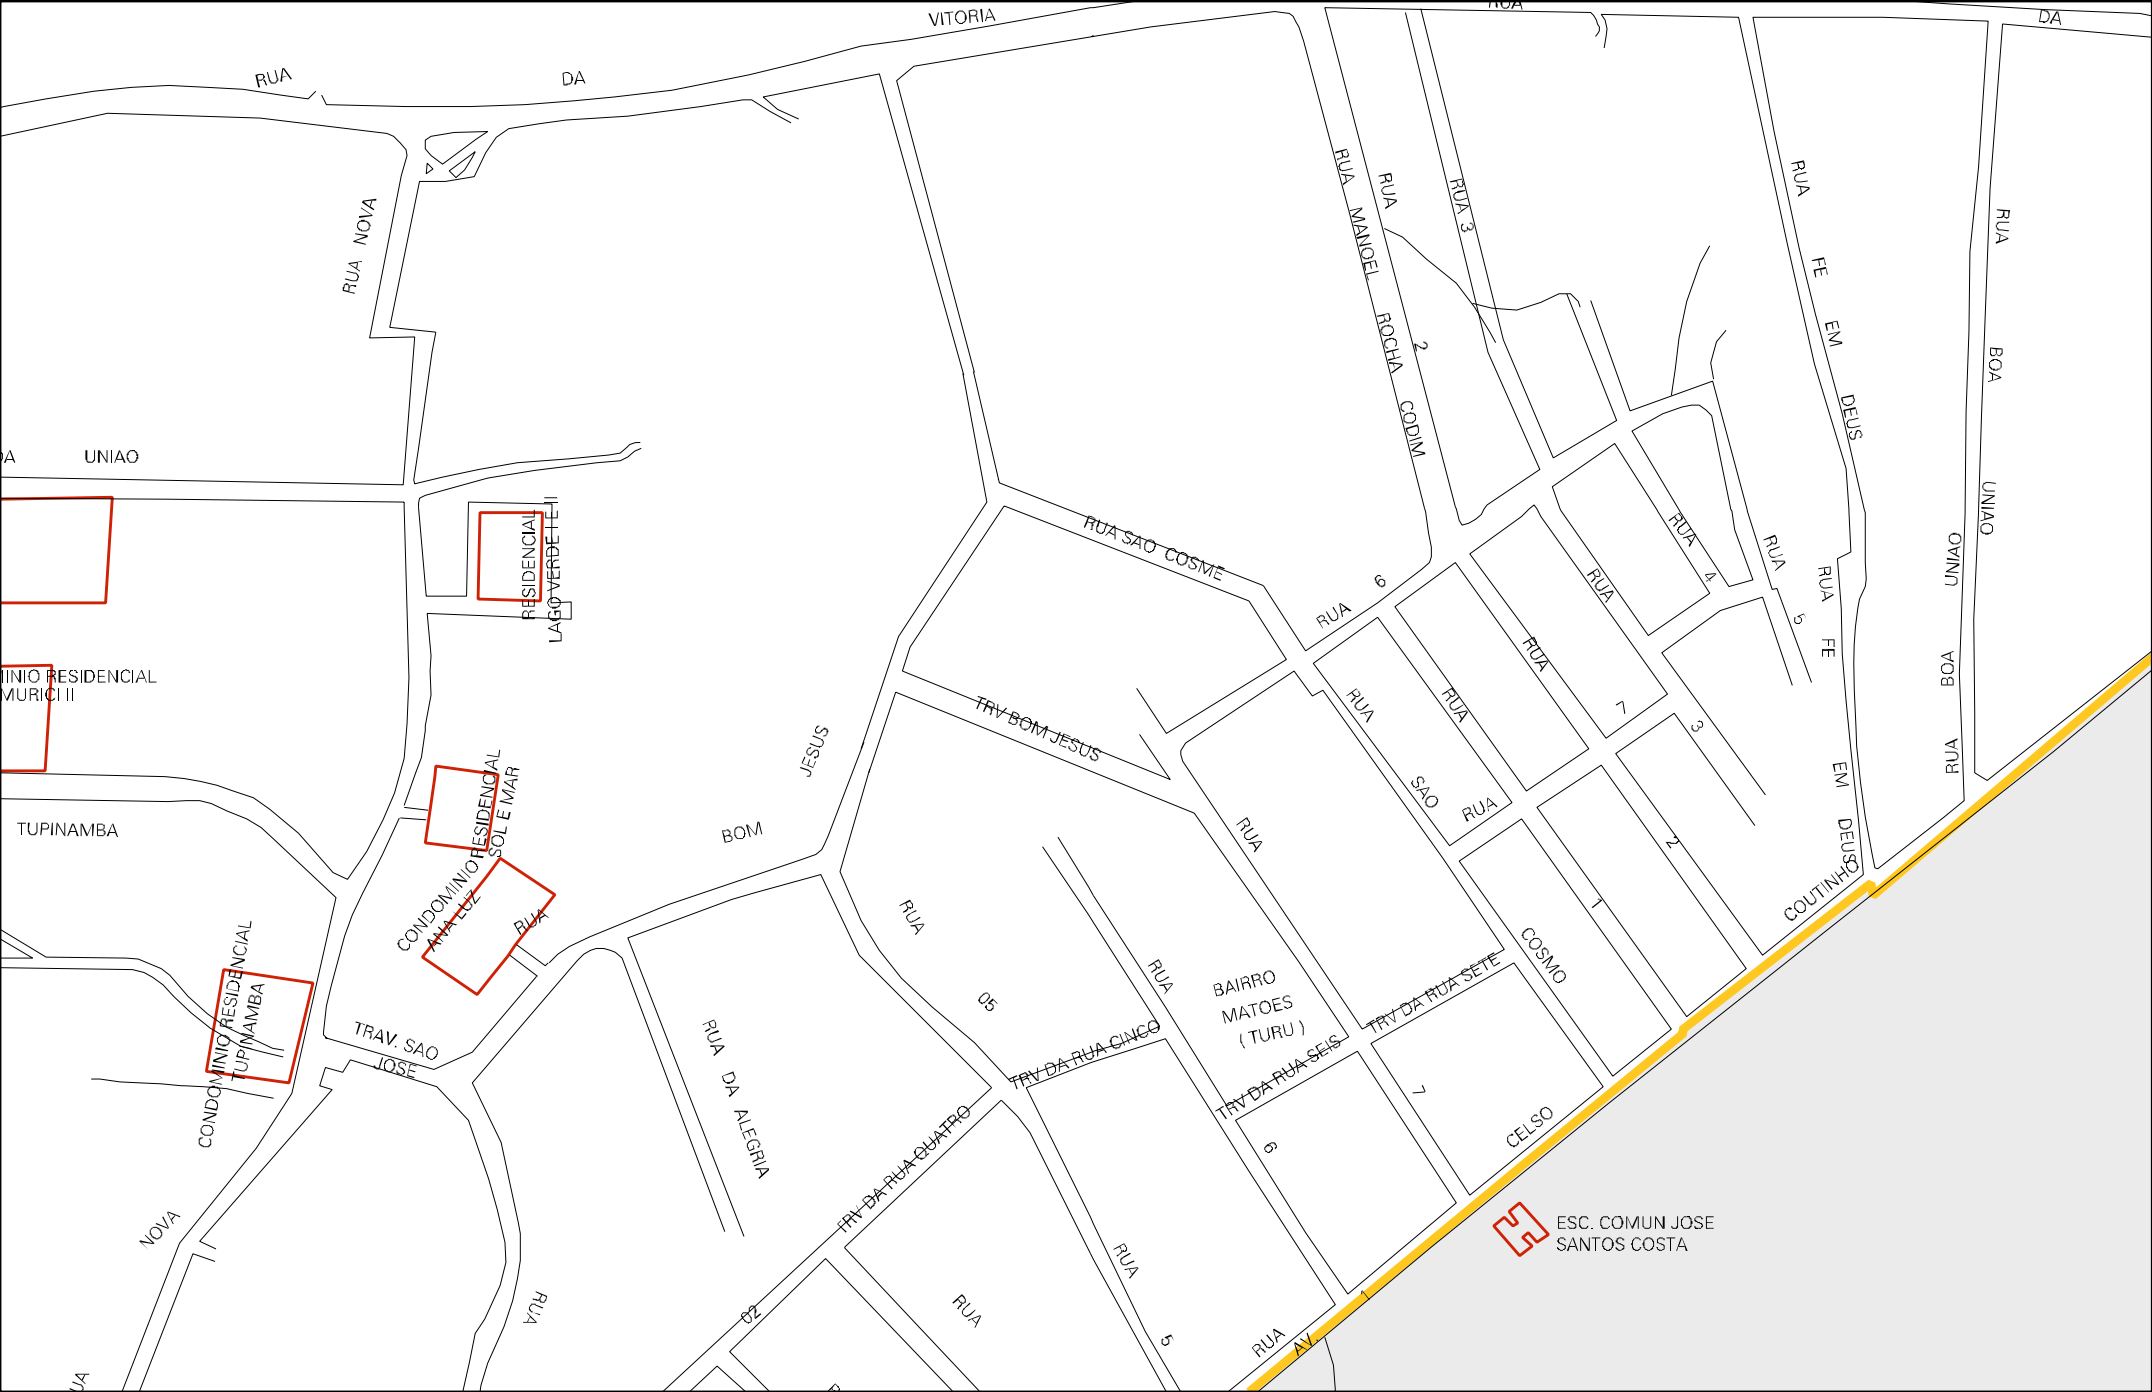 RUA DA VITORIA
RUA
DA
RUA NOVA
UNIAO
RESIDENCIAL
LAGO VERDE I E II
RESIDENCIAL
MURICI II
TUPINAMBA
CONDOMINIO RESIDENCIAL
SOL E MAR
ANA LUZ
CONDOMINIO RESIDENCIAL
TUPINAMBA
TRAV. SAO
JOSE
NOVA
RUA BOM JESUS
RUA DA ALEGRIA
RUA
RUA MANOEL ROCHA CODIM
RUA 2
RUA 3
RUA FE EM DEUS
RUA BOA UNIAO
RUA BOA UNIAO
RUA FE EM DEUS
RUA SAO COSME
TRV BOM JESUS
RUA 6
RUA 4
RUA 5
RUA 3
RUA 2
RUA 1
RUA 7
RUA SAO COSMO
RUA 7
RUA 6
RUA 05
BAIRRO
MATOES
( TURU )
TRV DA RUA SETE
TRV DA RUA SEIS
TRV DA RUA CINCO
TRV DA RUA QUATRO
02
RUA
RUA 5
RUA CELSO COUTINHO
AV. 1
ESC. COMUN JOSE
SANTOS COSTA